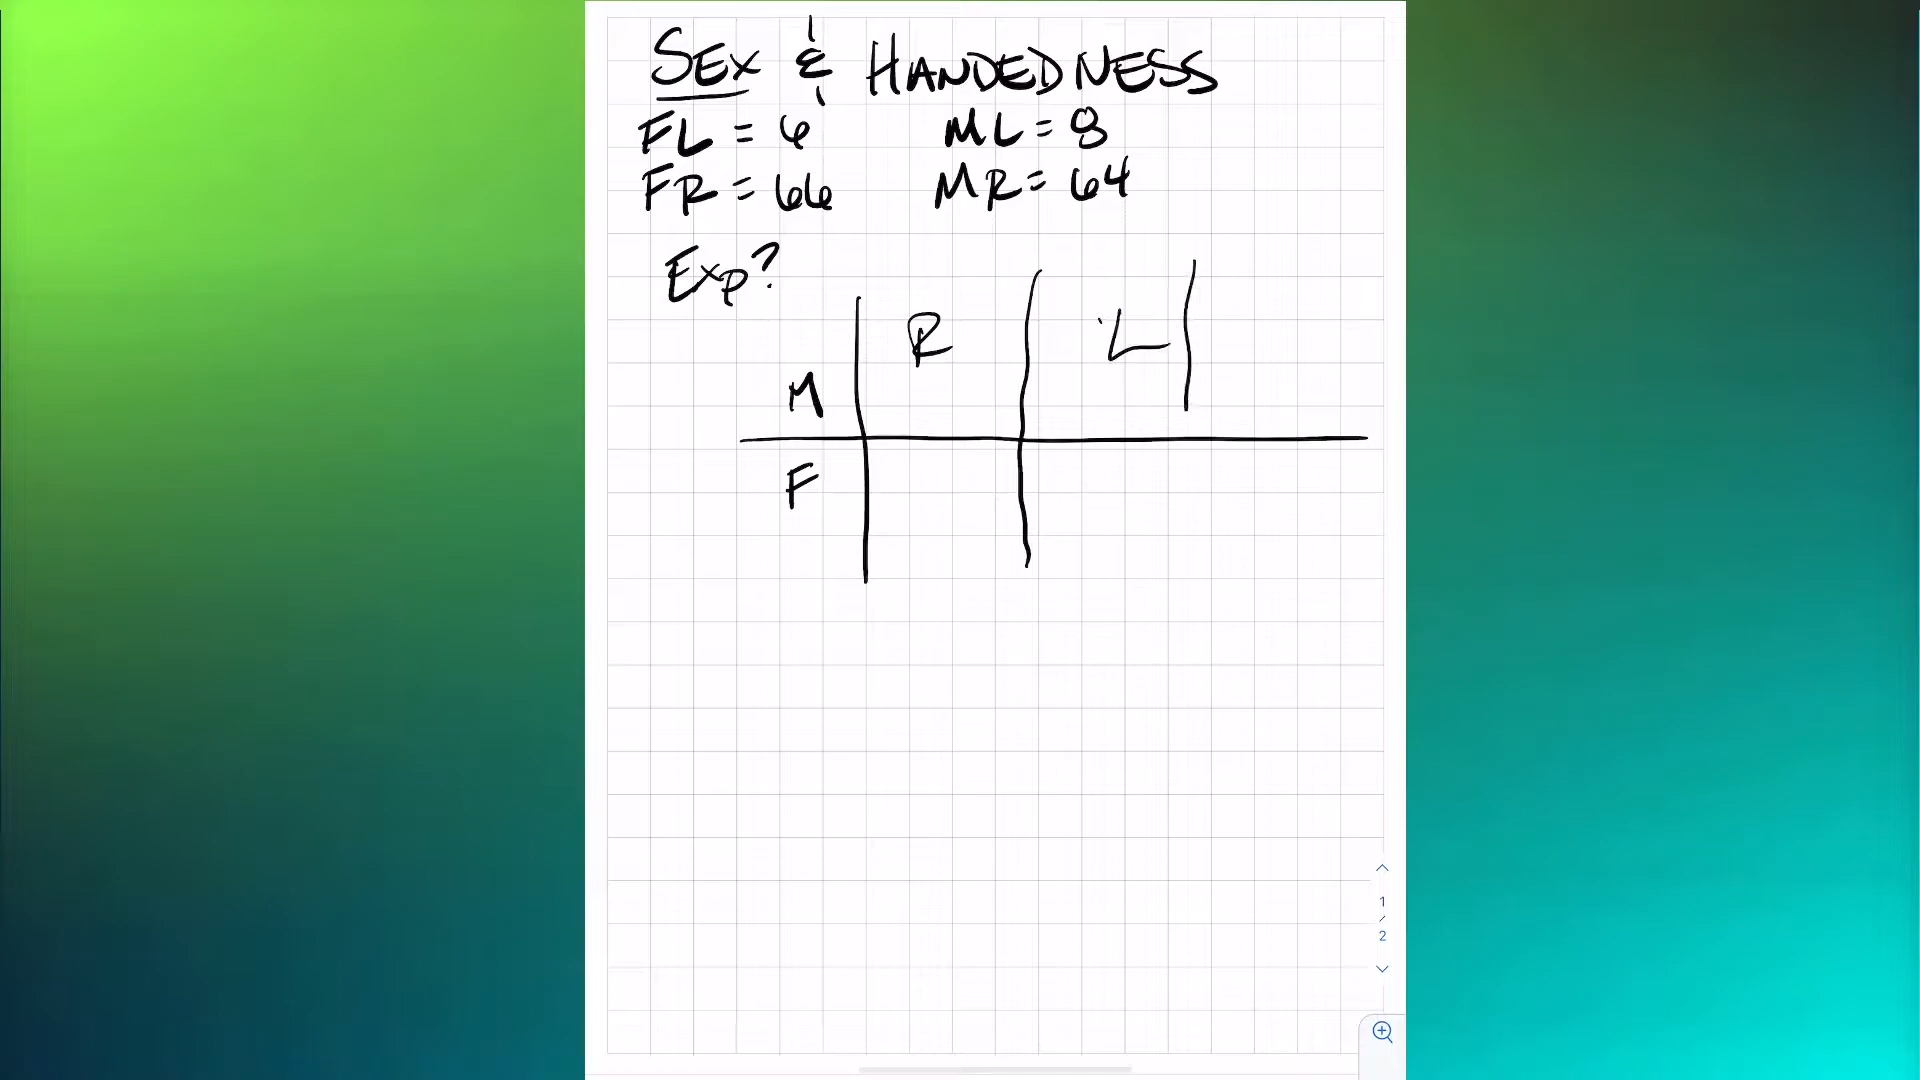 SEX & HANDEDNESS
FL = 6 ML = 8
FR = 66 MR = 64
Exp?
R L
M
F
1
/
2